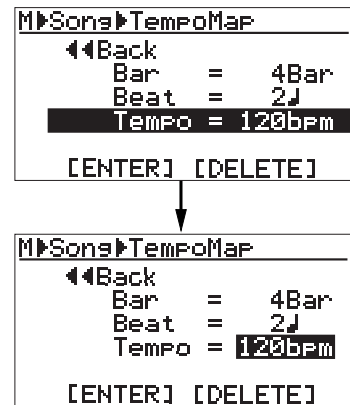 M▶Song▶TempoMap
◀◀Back
Bar = 4Bar
Beat = 2♩
Tempo = 120bpm
[ENTER] [DELETE]
M▶Song▶TempoMap
◀◀Back
Bar = 4Bar
Beat = 2♩
Tempo = 120bpm
[ENTER] [DELETE]